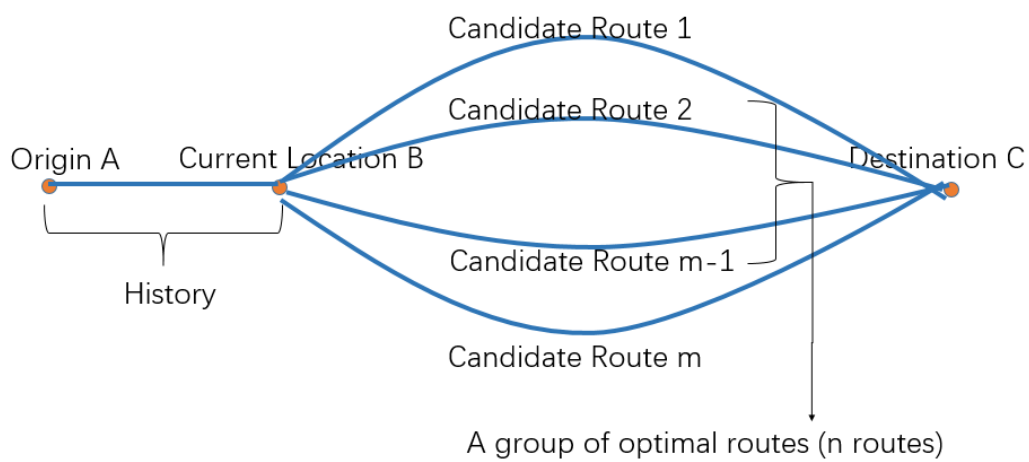 Candidate Route 1
Candidate Route 2
Origin A
Current Location B
Destination C
Candidate Route m-1
History
Candidate Route m
A group of optimal routes (n routes)